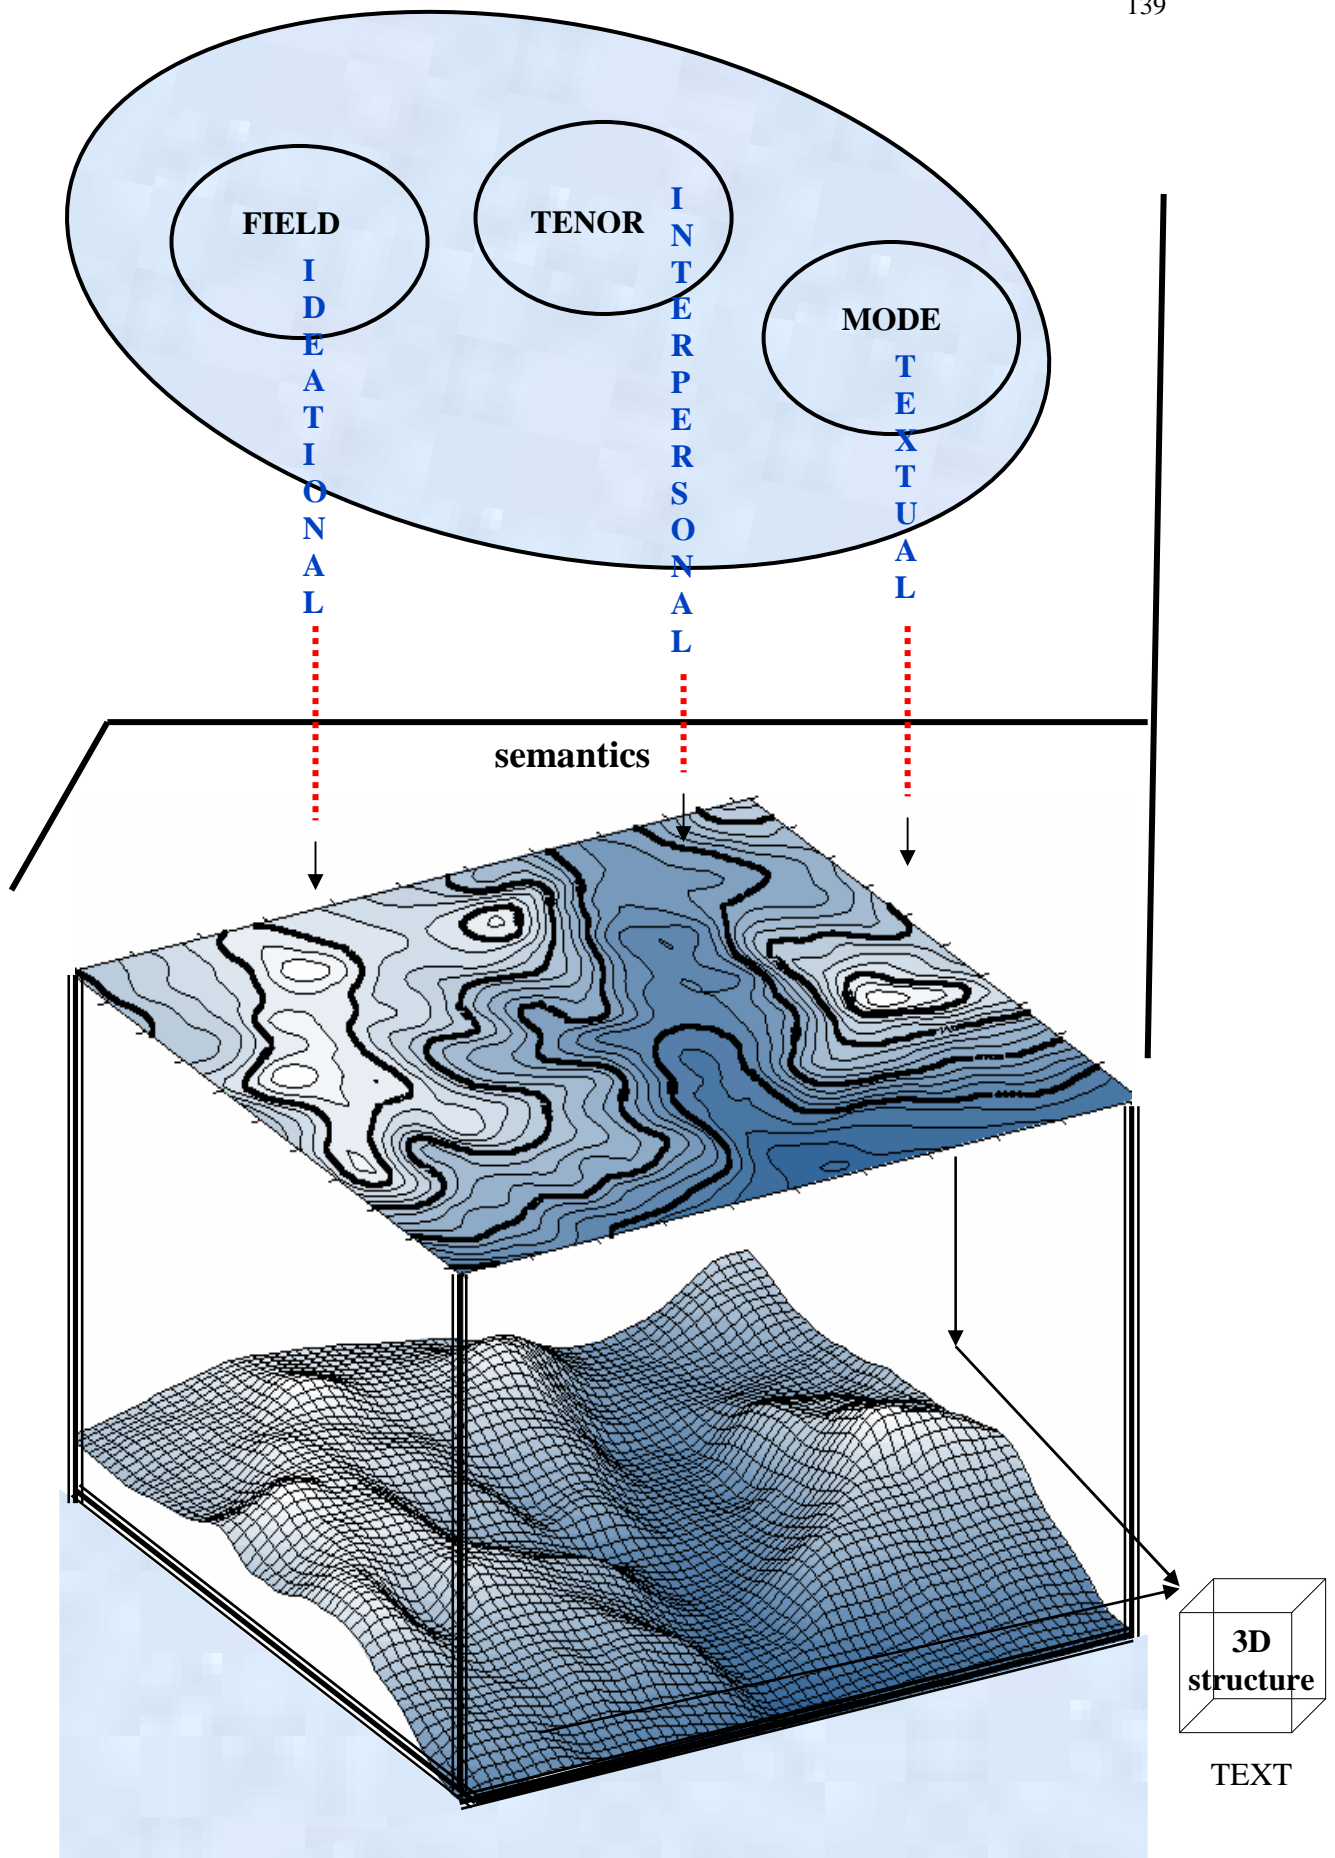 139
FIELD
TENOR
MODE
IDEATIONAL
INTERPERSONAL
TEXTUAL
semantics
3D
structure
TEXT